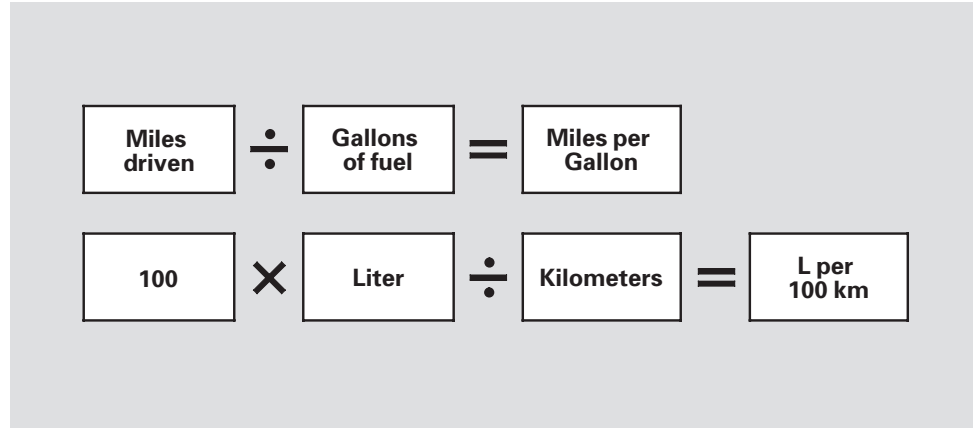 Miles driven ÷ Gallons of fuel = Miles per Gallon
100 × Liter ÷ Kilometers = L per 100 km